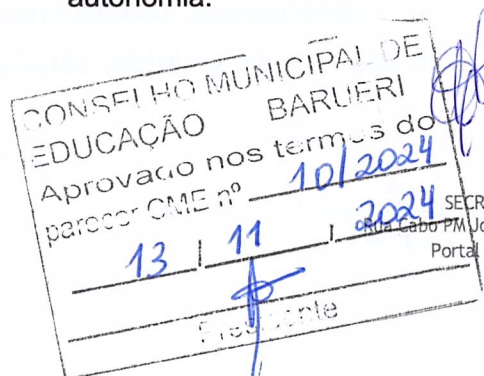 autonomia.
CONSELHO MUNICIPAL DE
EDUCAÇÃO BARUERI
Aprovado nos termos do
parecer CME nº 10/2024
13 / 11 / 2024
Presidente
SECR
Rua Cabo PM Jo
Portal